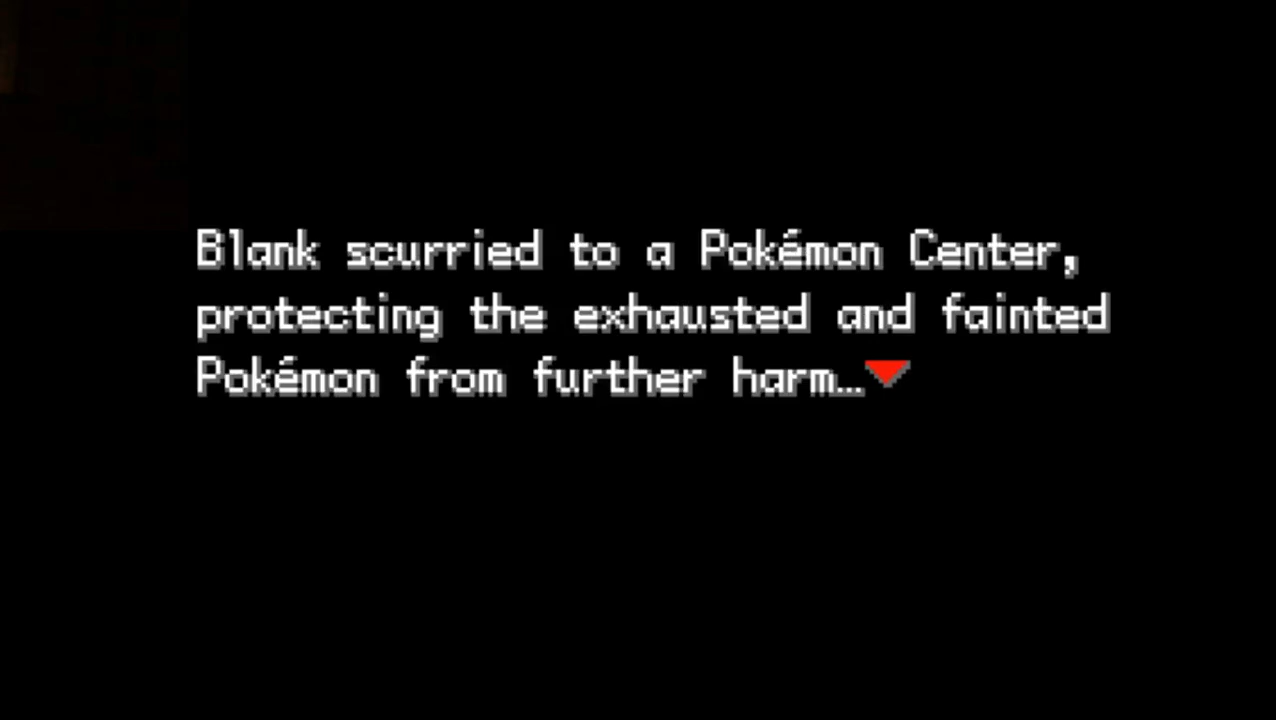 Blank scurried to a Pokémon Center,
protecting the exhausted and fainted
Pokémon from further harm…